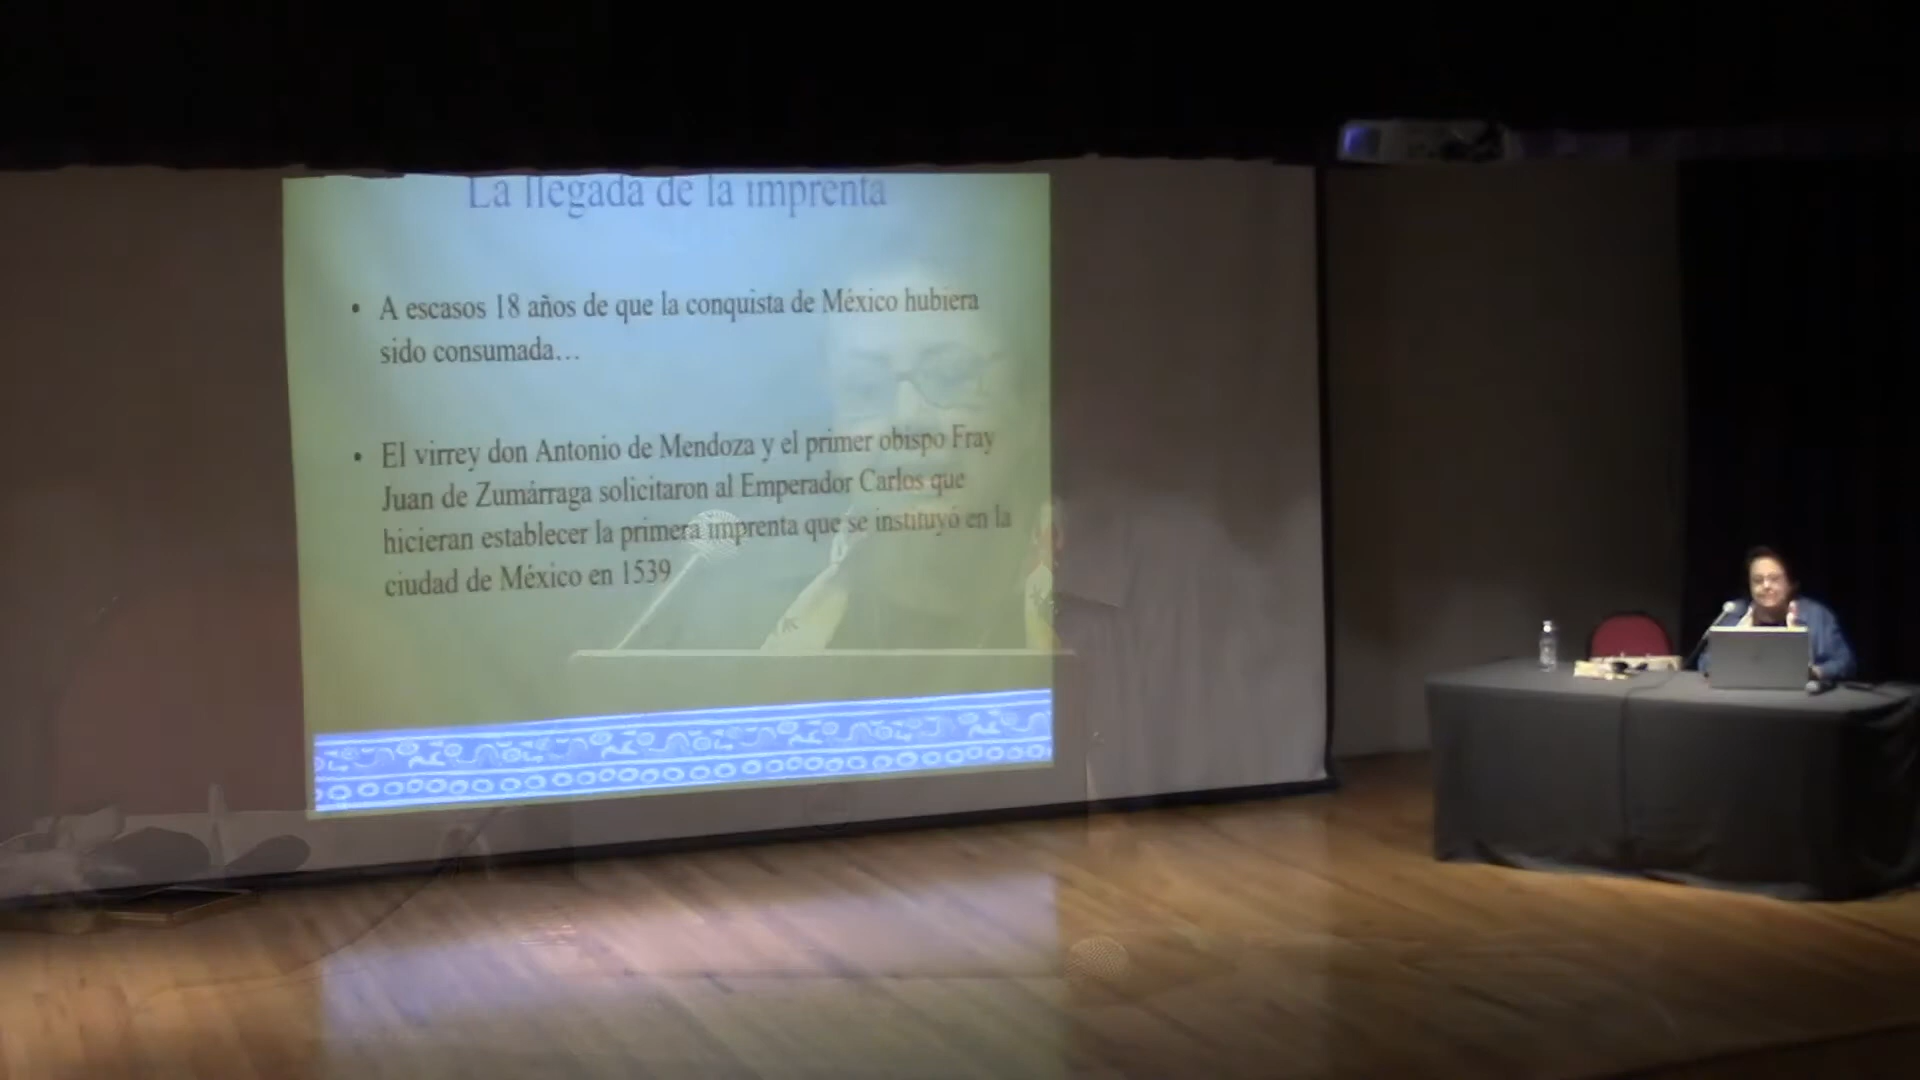 La llegada de la imprenta
• A escasos 18 años de que la conquista de México hubiera
sido consumada...
• El virrey don Antonio de Mendoza y el primer obispo Fray
Juan de Zumárraga solicitaron al Emperador Carlos que
hicieran establecer la primera imprenta que se instituyó en la
ciudad de México en 1539